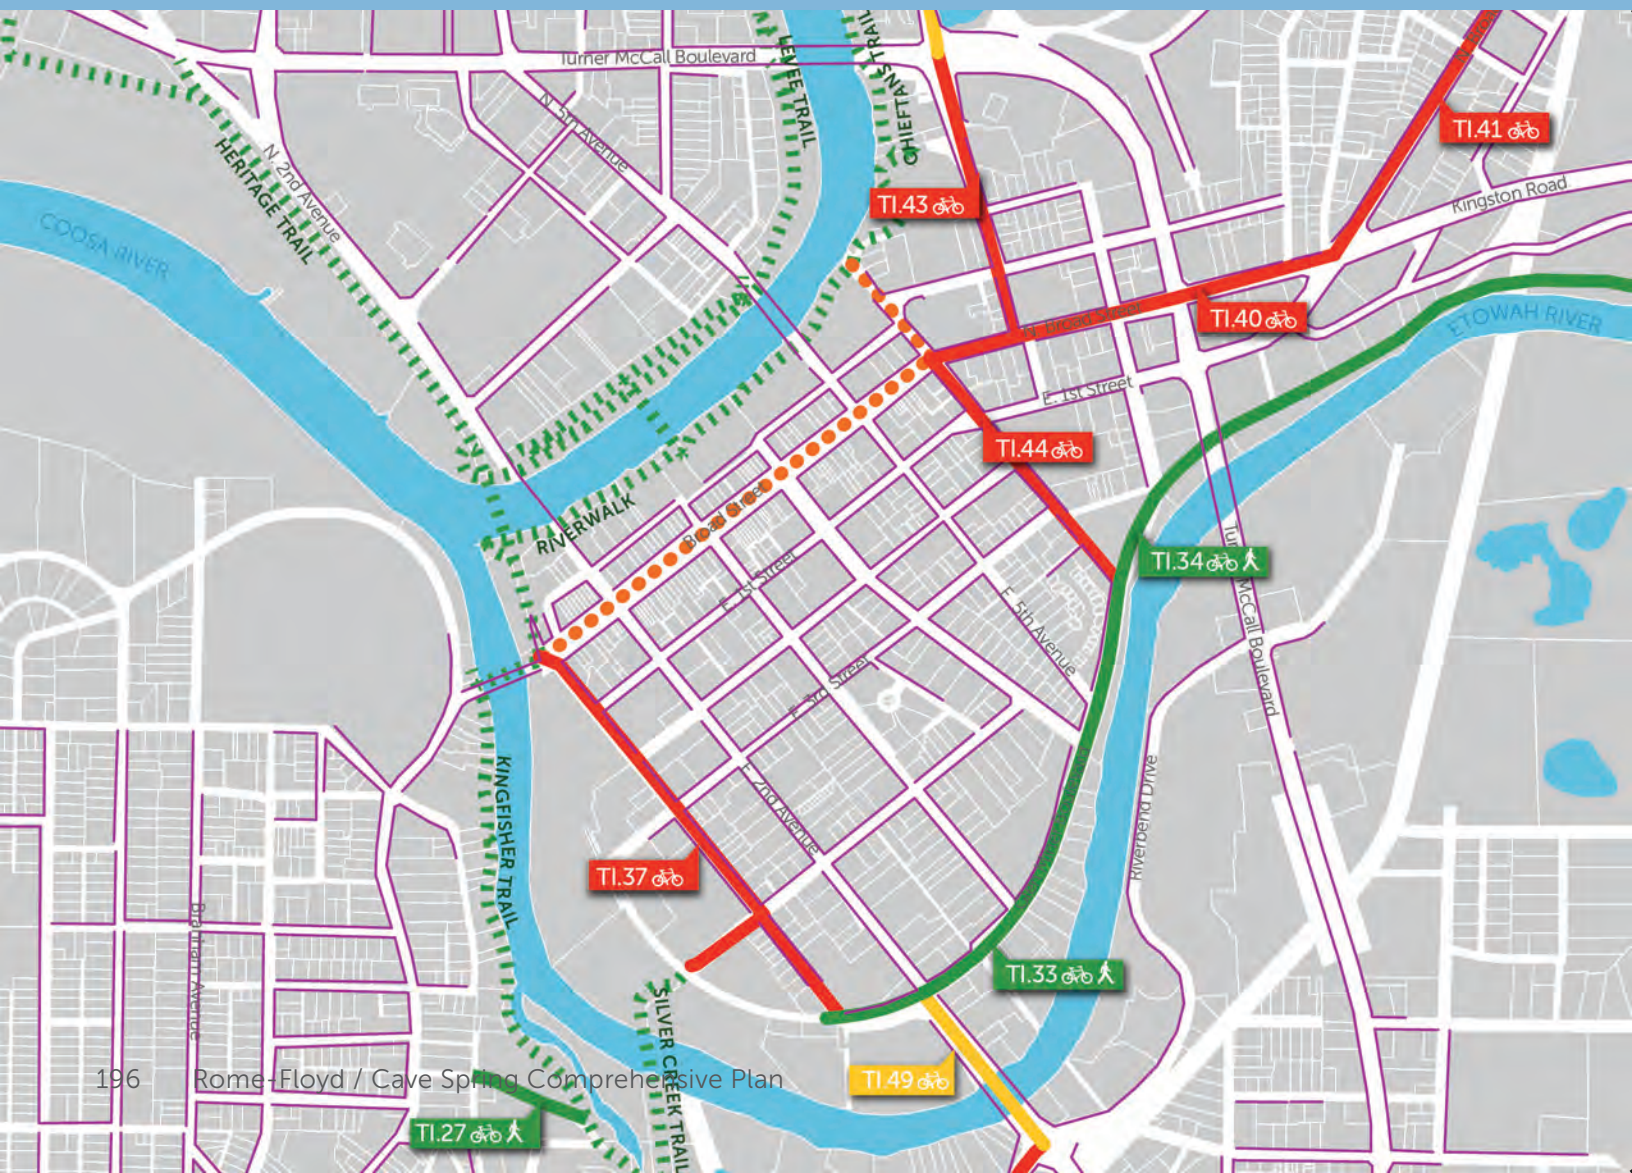 Turner McCall Boulevard
LEVEE TRAIL
CHIEFTANS TRAIL
N. 5th Avenue
TI.41
HERITAGE TRAIL
N. 2nd Avenue
Kingston Road
TI.43
COOSA RIVER
N. Broad Street
TI.40
ETOWAH RIVER
E. 1st Street
TI.44
Broad Street
RIVERWALK
E. 1st Street
TI.34
E. 5th Avenue
Turner McCall Boulevard
E. 3rd Street
KINGFISHER TRAIL
E. 2nd Avenue
Riverbend Drive
TI.37
Branham Avenue
TI.33
SILVER CREEK TRAIL
TI.49
196
Rome-Floyd / Cave Spring Comprehensive Plan
TI.27